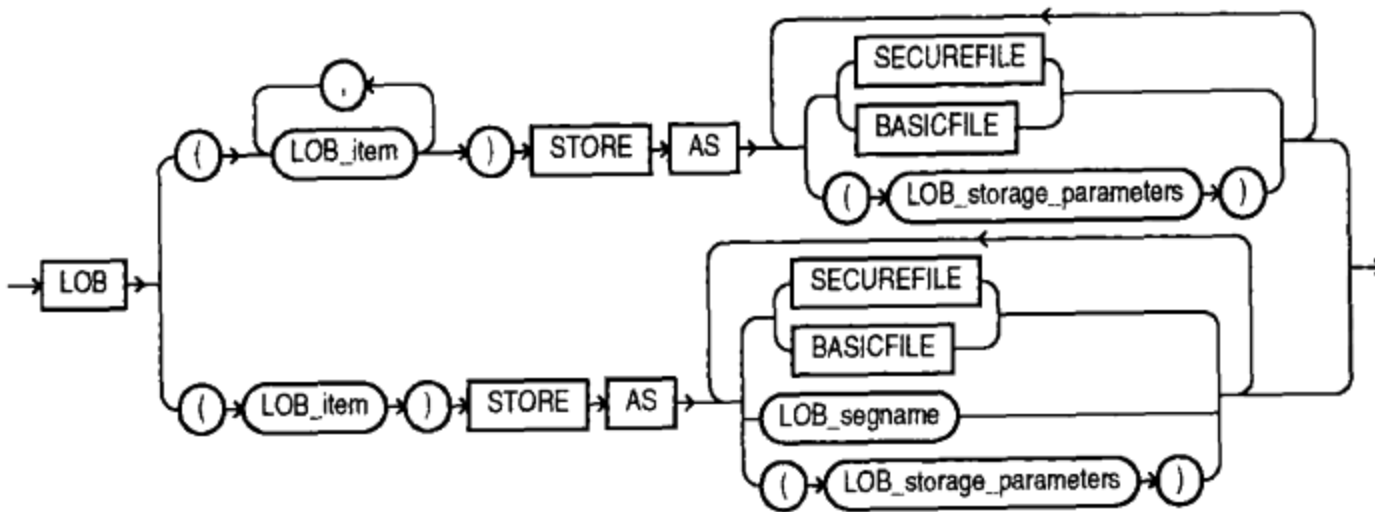 SECUREFILE
,
BASICFILE
( LOB_item ) STORE AS
( LOB_storage_parameters )
LOB
SECUREFILE
BASICFILE
( LOB_item ) STORE AS
LOB_segname
( LOB_storage_parameters )